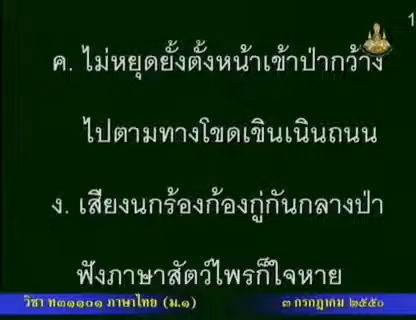 1
ค. ไม่หยุดยั้งตั้งหน้าเข้าป่ากว้าง
ไปตามทางโขดเขินเนินถนน
ง. เสียงนกร้องก้องกู่กันกลางป่า
ฟังภาษาสัตว์ไพรก็ใจหาย
วิชา ท๓๑๑๐๑ ภาษาไทย (ม.๑) ๓ กรกฎาคม ๒๕๕๐